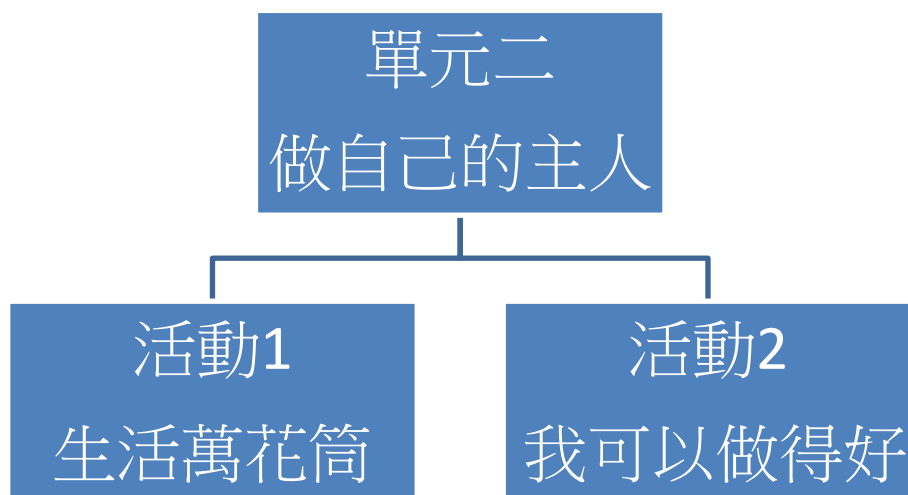 單元二
做自己的主人
活動1
生活萬花筒
活動2
我可以做得好